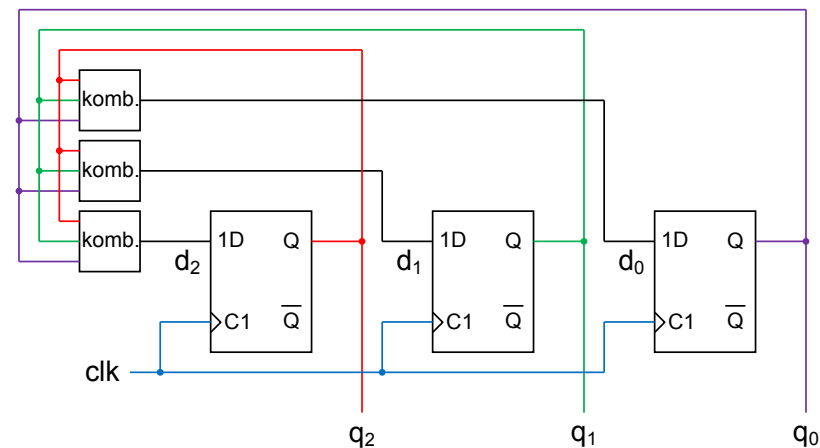 komb.
komb.
komb.
1D Q
1D Q
1D Q
d₂
d₁
d₀
C1 Q̅
C1 Q̅
C1 Q̅
clk
q₂ q₁ q₀